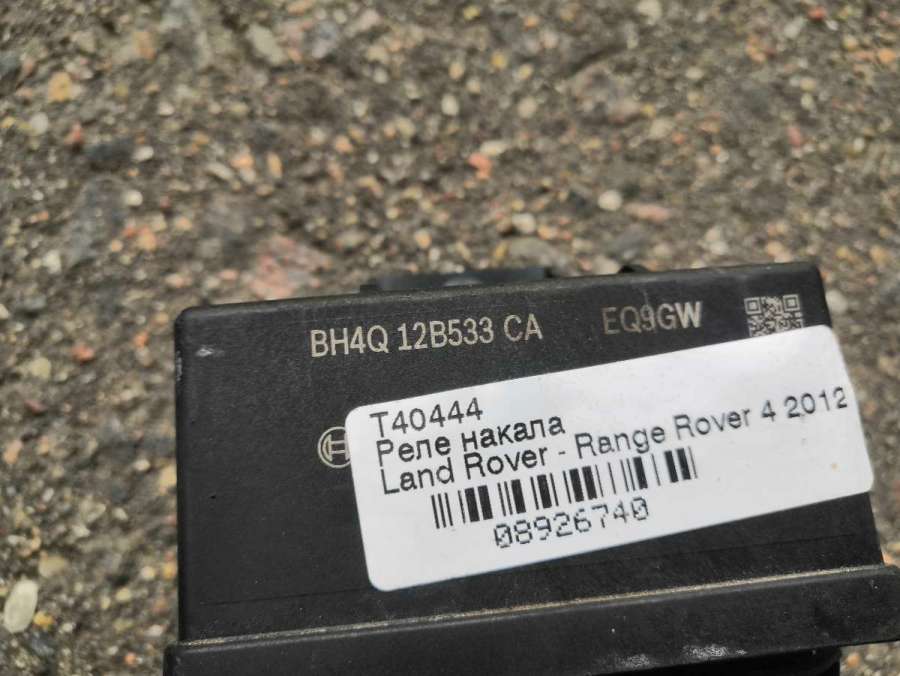 BH4Q 12B533 CA EQ9GW
T40444
Реле накала
Land Rover - Range Rover 4 2012
08926740